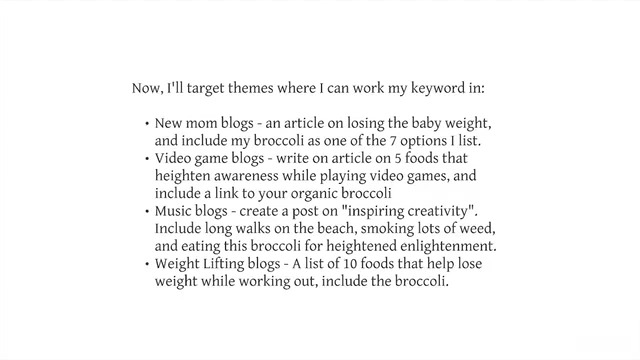 Now, I'll target themes where I can work my keyword in:
• New mom blogs - an article on losing the baby weight,
and include my broccoli as one of the 7 options I list.
• Video game blogs - write on article on 5 foods that
heighten awareness while playing video games, and
include a link to your organic broccoli
• Music blogs - create a post on "inspiring creativity".
Include long walks on the beach, smoking lots of weed,
and eating this broccoli for heightened enlightenment.
• Weight Lifting blogs - A list of 10 foods that help lose
weight while working out, include the broccoli.